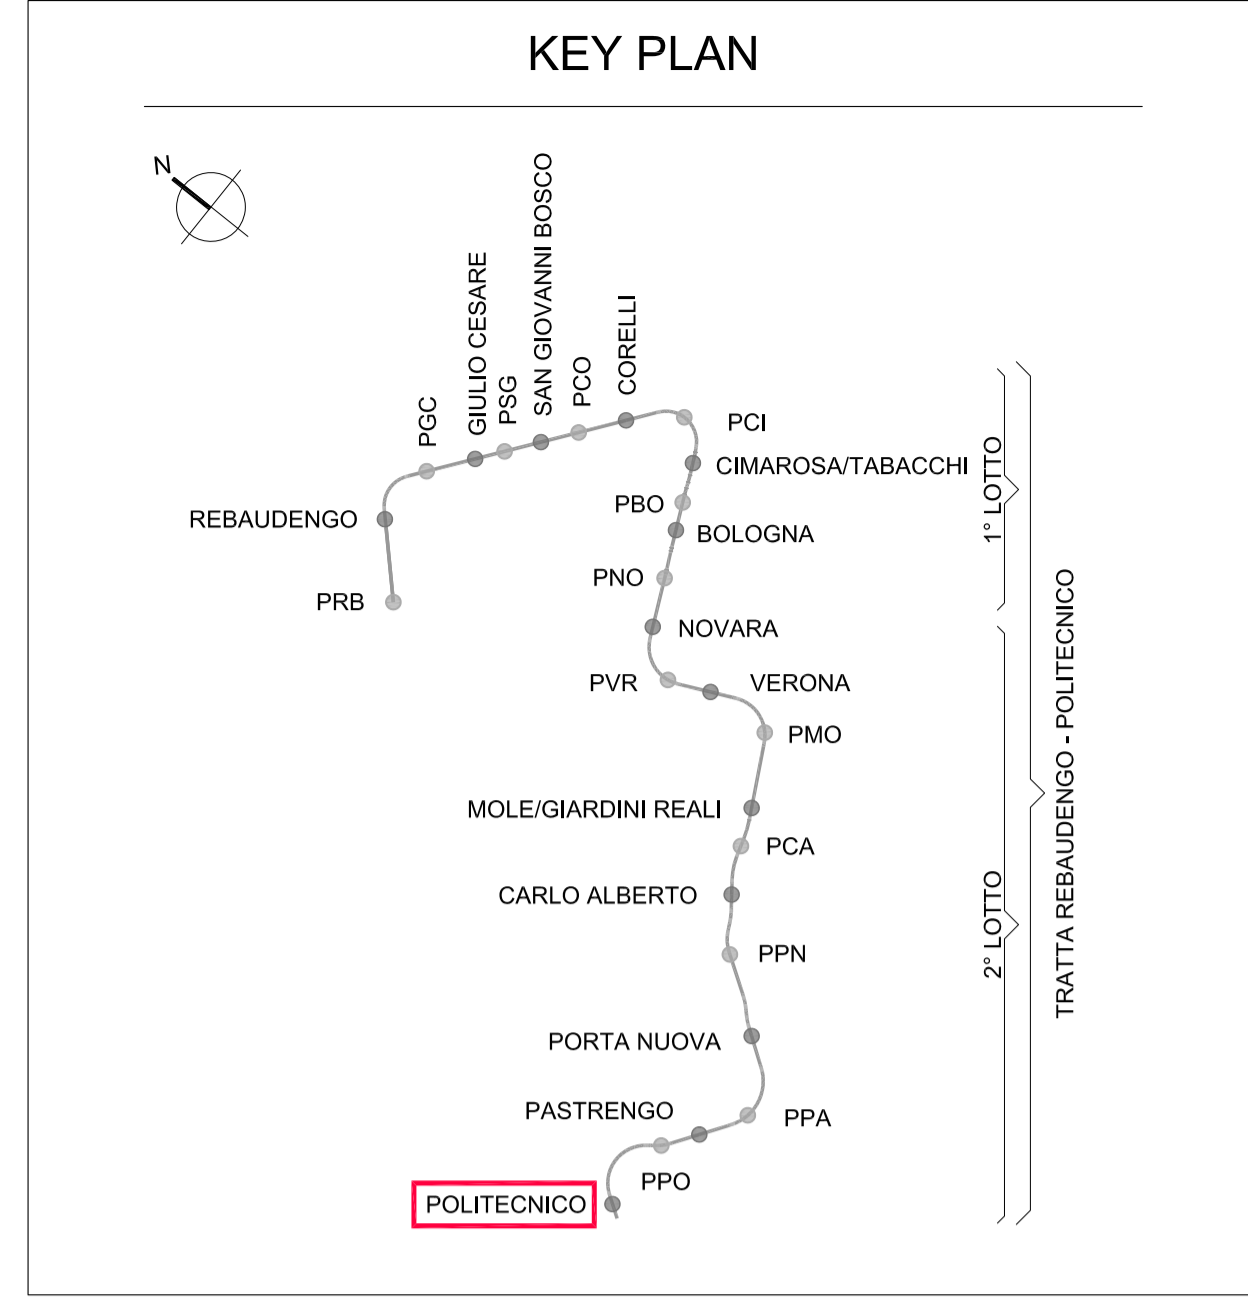 KEY PLAN
N
SAN GIOVANNI BOSCO
GIULIO CESARE
CORELLI
PCO
PSG
PGC
PCI
CIMAROSA/TABACCHI
PBO
REBAUDENGO
BOLOGNA
1° LOTTO
PNO
PRB
NOVARA
PVR
VERONA
PMO
TRATTA REBAUDENGO - POLITECNICO
MOLE/GIARDINI REALI
PCA
CARLO ALBERTO
2° LOTTO
PPN
PORTA NUOVA
PASTRENGO
PPA
PPO
POLITECNICO